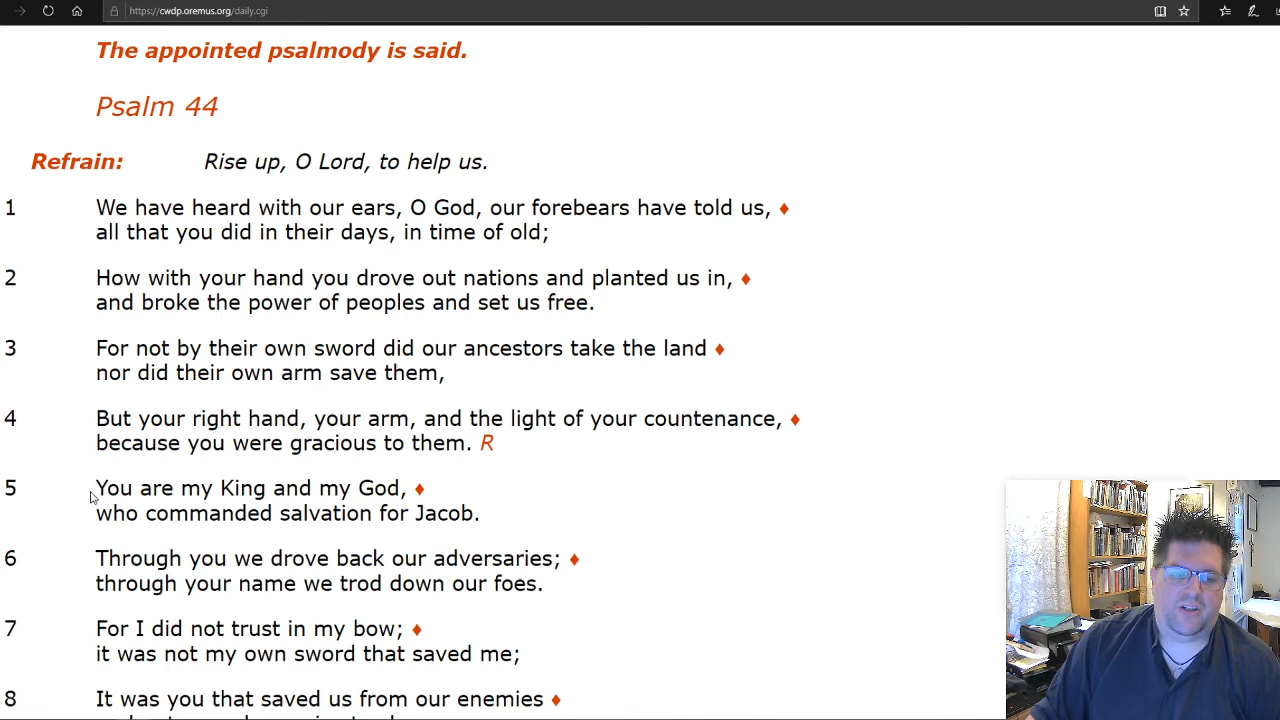 https://cwdp.oremus.org/daily.cgi
The appointed psalmody is said.
Psalm 44
Refrain: Rise up, O Lord, to help us.
1 We have heard with our ears, O God, our forebears have told us, ♦
all that you did in their days, in time of old;
2 How with your hand you drove out nations and planted us in, ♦
and broke the power of peoples and set us free.
3 For not by their own sword did our ancestors take the land ♦
nor did their own arm save them,
4 But your right hand, your arm, and the light of your countenance, ♦
because you were gracious to them. R
5 You are my King and my God, ♦
who commanded salvation for Jacob.
6 Through you we drove back our adversaries; ♦
through your name we trod down our foes.
7 For I did not trust in my bow; ♦
it was not my own sword that saved me;
8 It was you that saved us from our enemies ♦